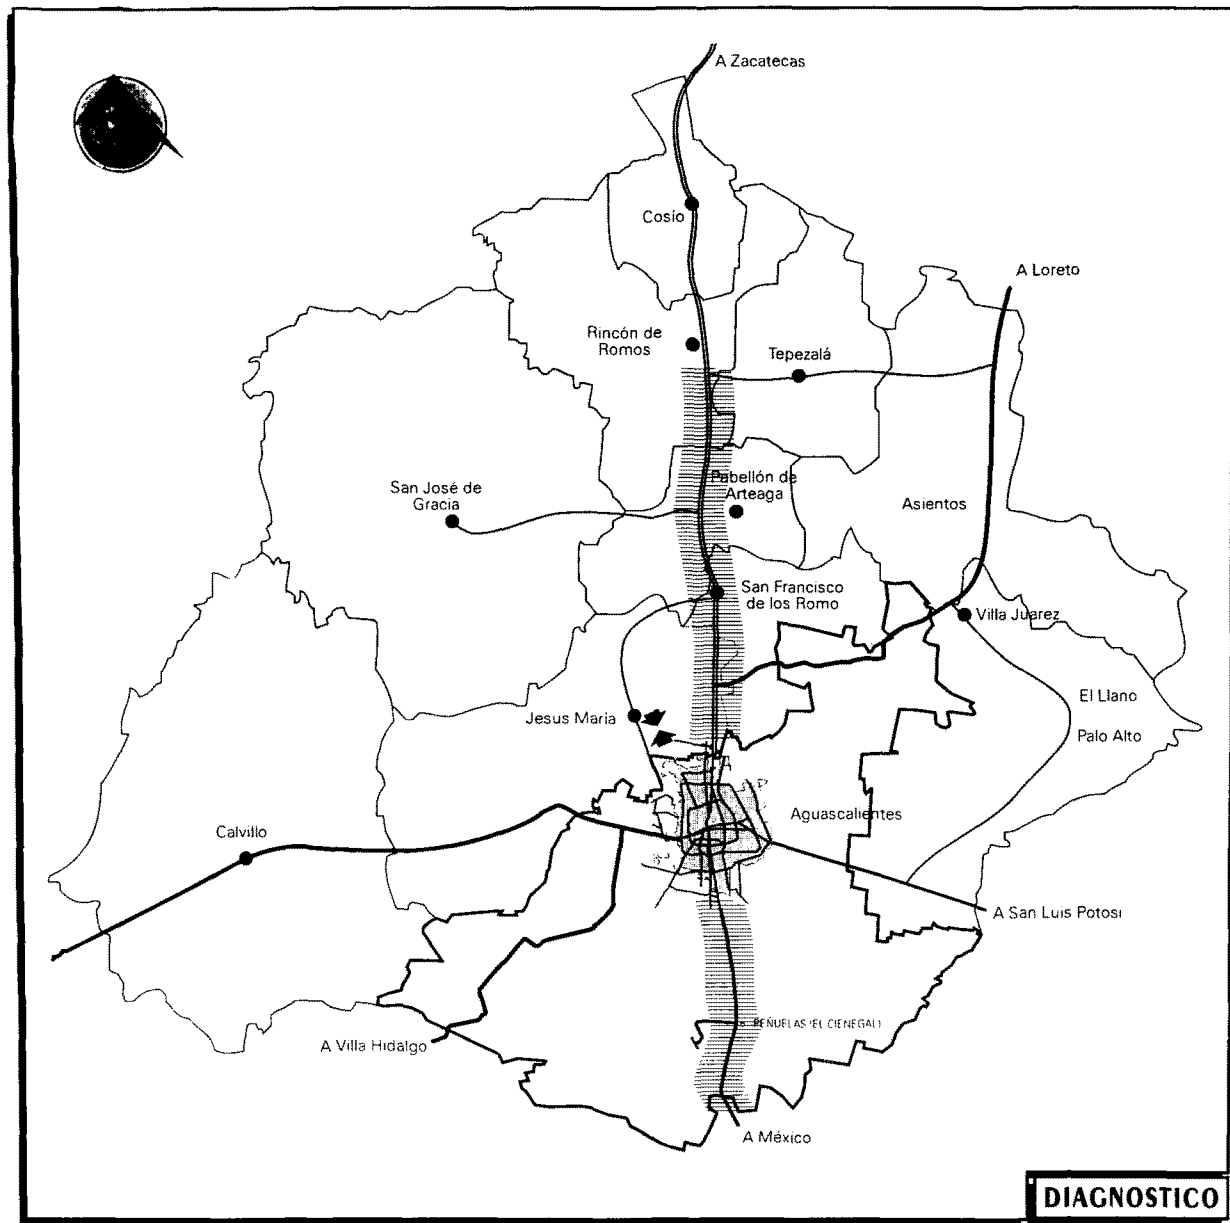 A Zacatecas
Cosío
A Loreto
Rincón de
Romos
Tepezalá
San José de
Gracia
Pabellón de
Arteaga
Asientos
San Francisco
de los Romo
Villa Juarez
El Llano
Jesus Maria
Palo Alto
Aguascalientes
Calvillo
A San Luis Potosi
PEÑUELAS (EL CIENEGAL)
A Villa Hidalgo
A México
DIAGNOSTICO